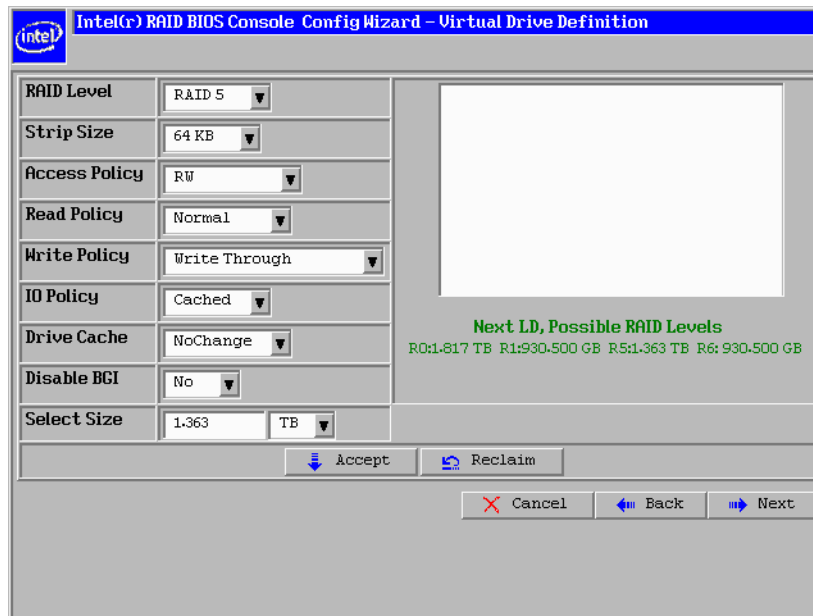 intel
Intel(r) RAID BIOS Console Config Wizard – Virtual Drive Definition
RAID Level RAID 5
Strip Size 64 KB
Access Policy RW
Read Policy Normal
Write Policy Write Through
IO Policy Cached
Drive Cache NoChange
Disable BGI No
Select Size 1.363 TB
Next LD, Possible RAID Levels
R0:1.817 TB R1:930.500 GB R5:1.363 TB R6: 930.500 GB
Accept Reclaim
Cancel Back Next